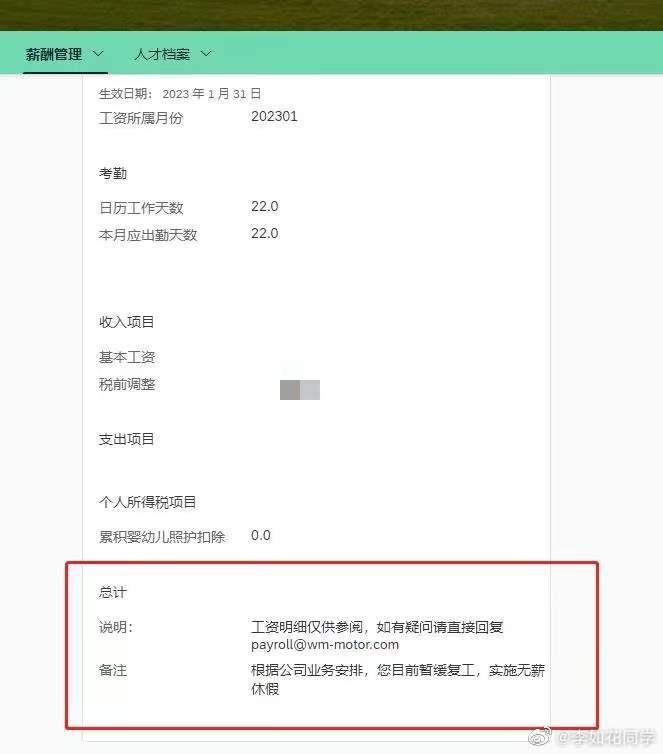 薪酬管理 人才档案
生效日期： 2023 年 1 月 31 日
工资所属月份 202301
考勤
日历工作天数 22.0
本月应出勤天数 22.0
收入项目
基本工资
税前调整
支出项目
个人所得税项目
累积婴幼儿照护扣除 0.0
总计
说明： 工资明细仅供参阅，如有疑问请直接回复
payroll@wm-motor.com
备注 根据公司业务安排，您目前暂缓复工，实施无薪
休假
@李如花同学